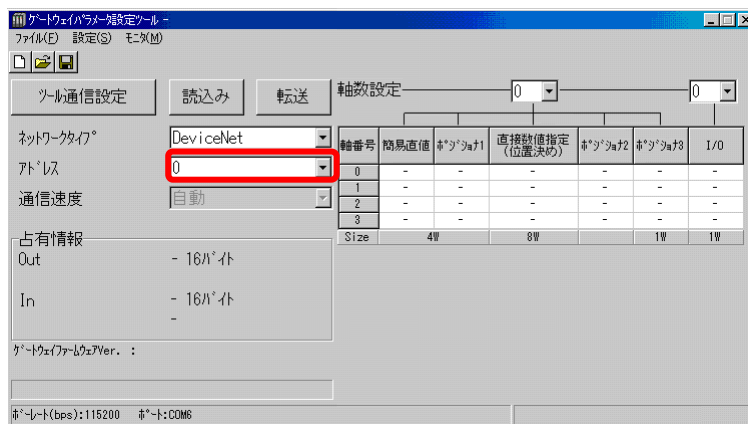 ｹﾞｰﾄｳｪｲﾊﾟﾗﾒｰﾀ設定ﾂｰﾙ -
ﾌｧｲﾙ(F) 設定(S) ﾓﾆﾀ(M)
ﾂｰﾙ通信設定 読込み 転送
軸数設定 0 0
ﾈｯﾄﾜｰｸﾀｲﾌﾟ DeviceNet
ｱﾄﾞﾚｽ 0
通信速度 自動
軸番号 簡易直値 ﾎﾟｼﾞｼｮﾅ1 直接数値指定(位置決め) ﾎﾟｼﾞｼｮﾅ2 ﾎﾟｼﾞｼｮﾅ3 I/O
0 - - - - - -
1 - - - - - -
2 - - - - - -
3 - - - - - -
Size 4W 8W 1W 1W
占有情報
Out - 16ﾊﾞｲﾄ
In - 16ﾊﾞｲﾄ
-
ｹﾞｰﾄｳｪｲﾌｧｰﾑｳｪｱVer. :
ﾎﾞｰﾚｰﾄ(bps):115200 ﾎﾟｰﾄ:COM6